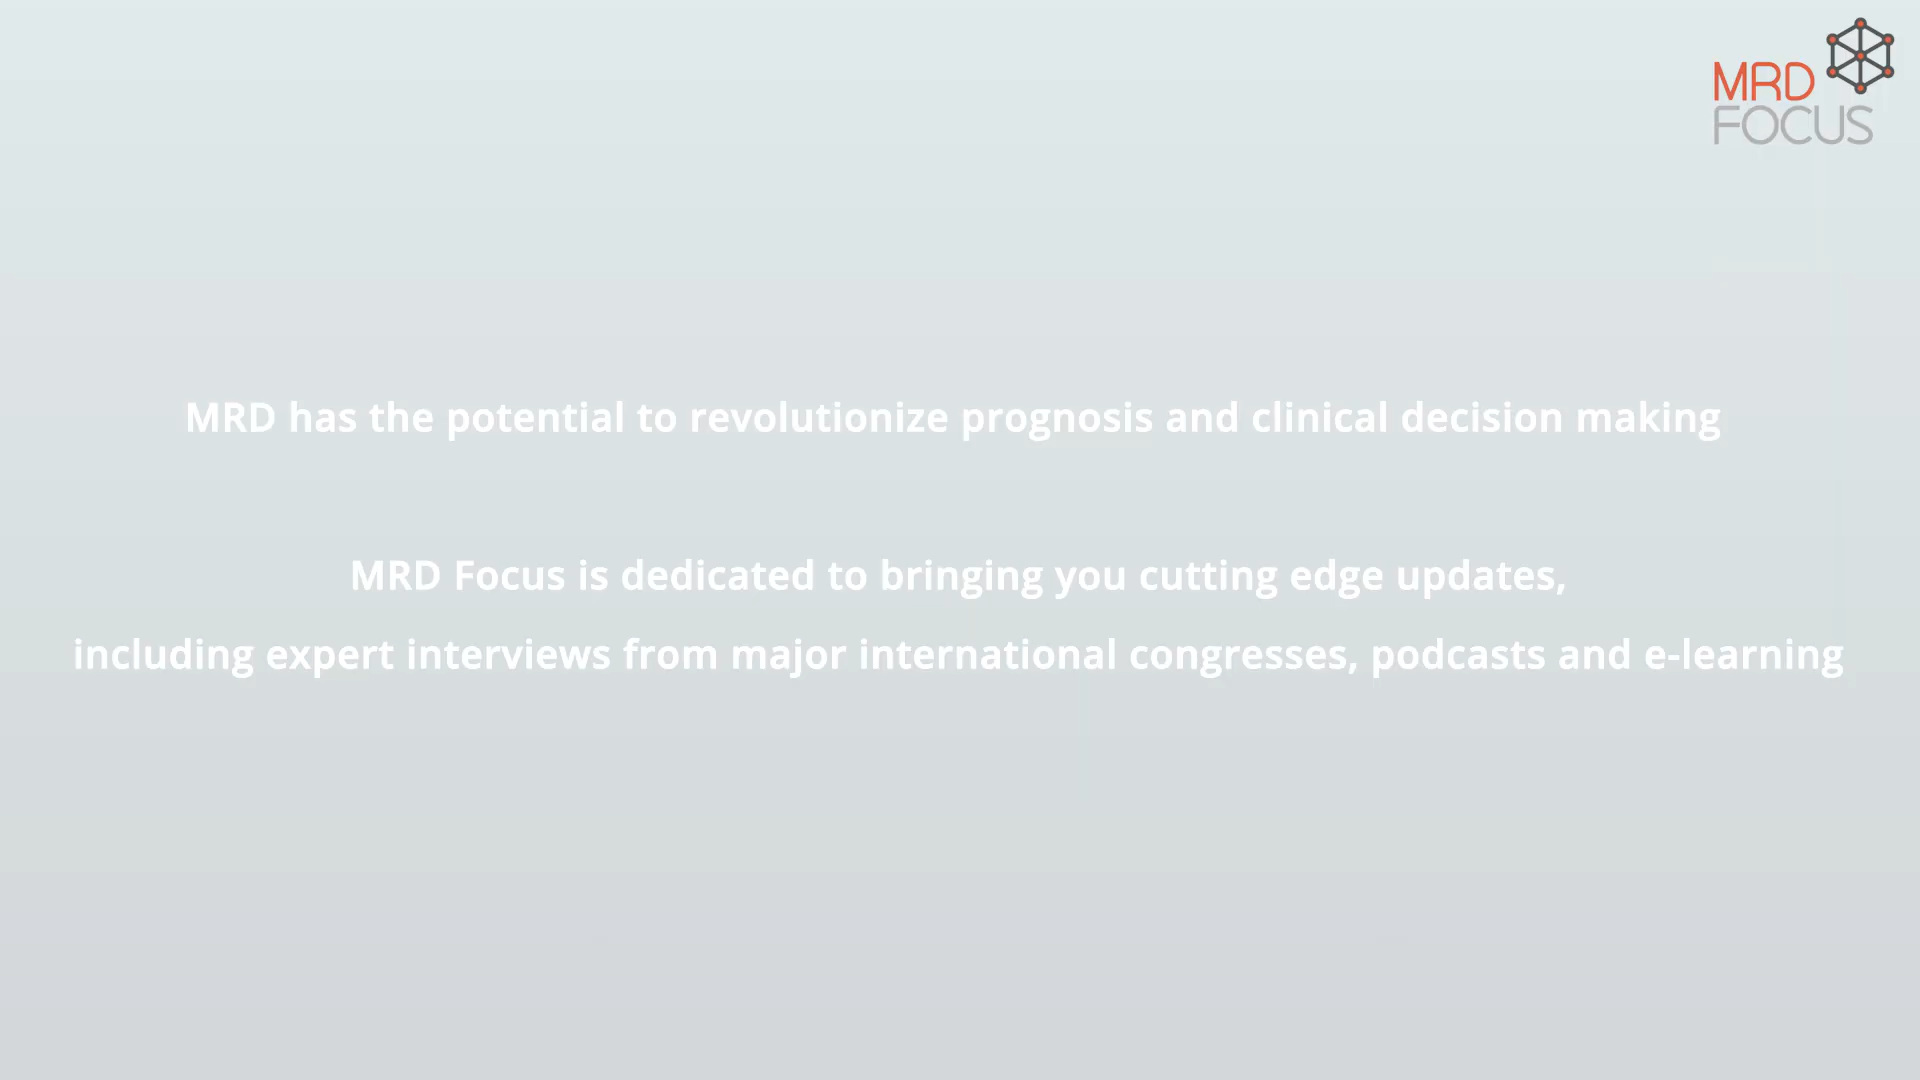 MRD
FOCUS
MRD has the potential to revolutionize prognosis and clinical decision making
MRD Focus is dedicated to bringing you cutting edge updates,
including expert interviews from major international congresses, podcasts and e-learning